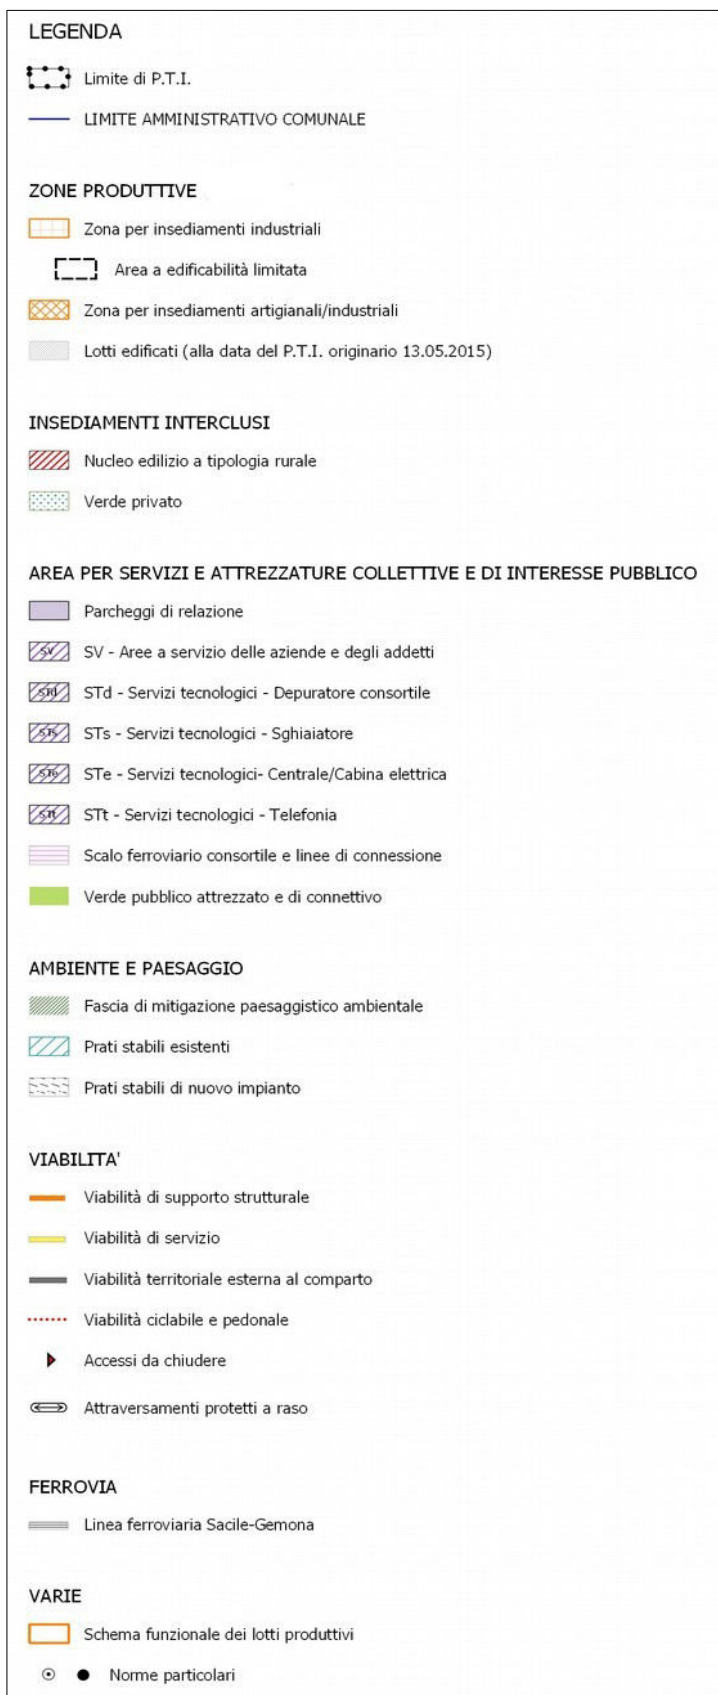 LEGENDA
Limite di P.T.I.
LIMITE AMMINISTRATIVO COMUNALE
ZONE PRODUTTIVE
Zona per insediamenti industriali
Area a edificabilità limitata
Zona per insediamenti artigianali/industriali
Lotti edificati (alla data del P.T.I. originario 13.05.2015)
INSEDIAMENTI INTERCLUSI
Nucleo edilizio a tipologia rurale
Verde privato
AREA PER SERVIZI E ATTREZZATURE COLLETTIVE E DI INTERESSE PUBBLICO
Parcheggi di relazione
SV SV - Aree a servizio delle aziende e degli addetti
STd STd - Servizi tecnologici - Depuratore consortile
STs STs - Servizi tecnologici - Sghiaiatore
STe STe - Servizi tecnologici- Centrale/Cabina elettrica
STt STt - Servizi tecnologici - Telefonia
Scalo ferroviario consortile e linee di connessione
Verde pubblico attrezzato e di connettivo
AMBIENTE E PAESAGGIO
Fascia di mitigazione paesaggistico ambientale
Prati stabili esistenti
Prati stabili di nuovo impianto
VIABILITA'
Viabilità di supporto strutturale
Viabilità di servizio
Viabilità territoriale esterna al comparto
Viabilità ciclabile e pedonale
Accessi da chiudere
Attraversamenti protetti a raso
FERROVIA
Linea ferroviaria Sacile-Gemona
VARIE
Schema funzionale dei lotti produttivi
Norme particolari